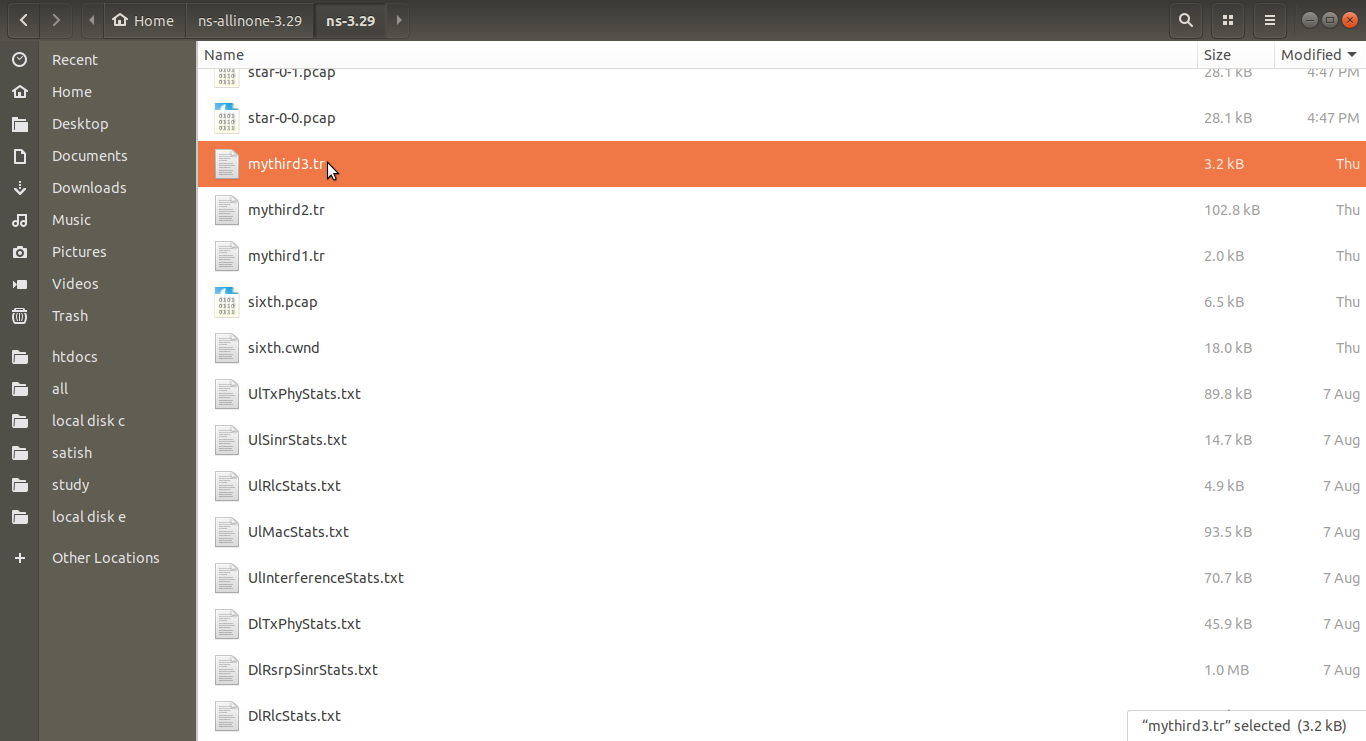 Home ns-allinone-3.29 ns-3.29
Recent
Home
Desktop
Documents
Downloads
Music
Pictures
Videos
Trash
htdocs
all
local disk c
satish
study
local disk e
Other Locations
Name Size Modified
star-0-1.pcap 28.1 kB 4:47 PM
star-0-0.pcap 28.1 kB 4:47 PM
mythird3.tr 3.2 kB Thu
mythird2.tr 102.8 kB Thu
mythird1.tr 2.0 kB Thu
sixth.pcap 6.5 kB Thu
sixth.cwnd 18.0 kB Thu
UlTxPhyStats.txt 89.8 kB 7 Aug
UlSinrStats.txt 14.7 kB 7 Aug
UlRlcStats.txt 4.9 kB 7 Aug
UlMacStats.txt 93.5 kB 7 Aug
UlInterferenceStats.txt 70.7 kB 7 Aug
DlTxPhyStats.txt 45.9 kB 7 Aug
DlRsrpSinrStats.txt 1.0 MB 7 Aug
DlRlcStats.txt
“mythird3.tr” selected (3.2 kB)